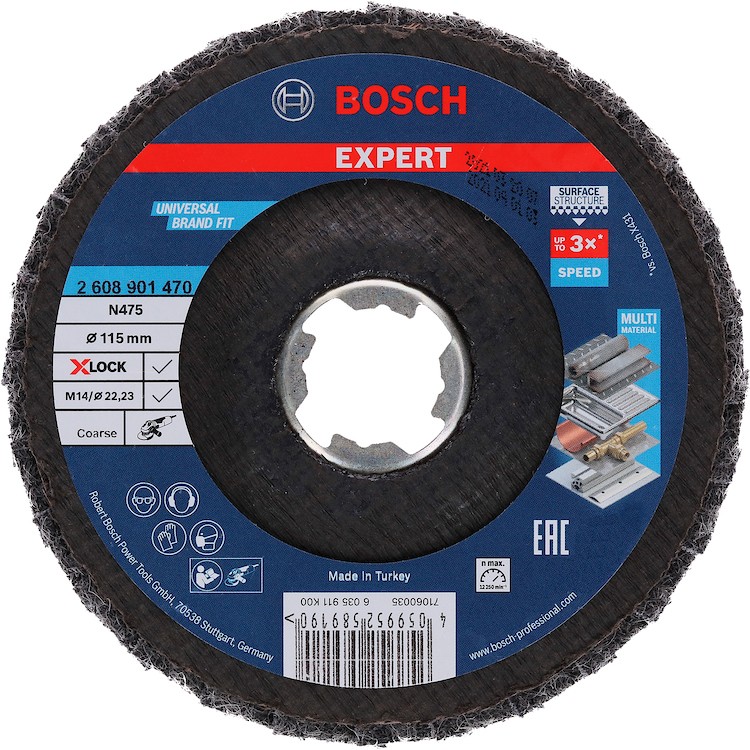 BOSCH
EXPERT
UNIVERSAL
BRAND FIT
2 608 901 470
N475
Ø 115 mm
X LOCK
M14/Ø 22,23
Coarse
SURFACE
STRUCTURE
UP TO 3x*
SPEED
*vs. Bosch X431
MULTI
MATERIAL
EAC
n max.
12 250 min⁻¹
Made In Turkey
Robert Bosch Power Tools GmbH, 70538 Stuttgart, Germany
www.bosch-professional.com
71060035 6 035 911 K00
4 059952 589190 >